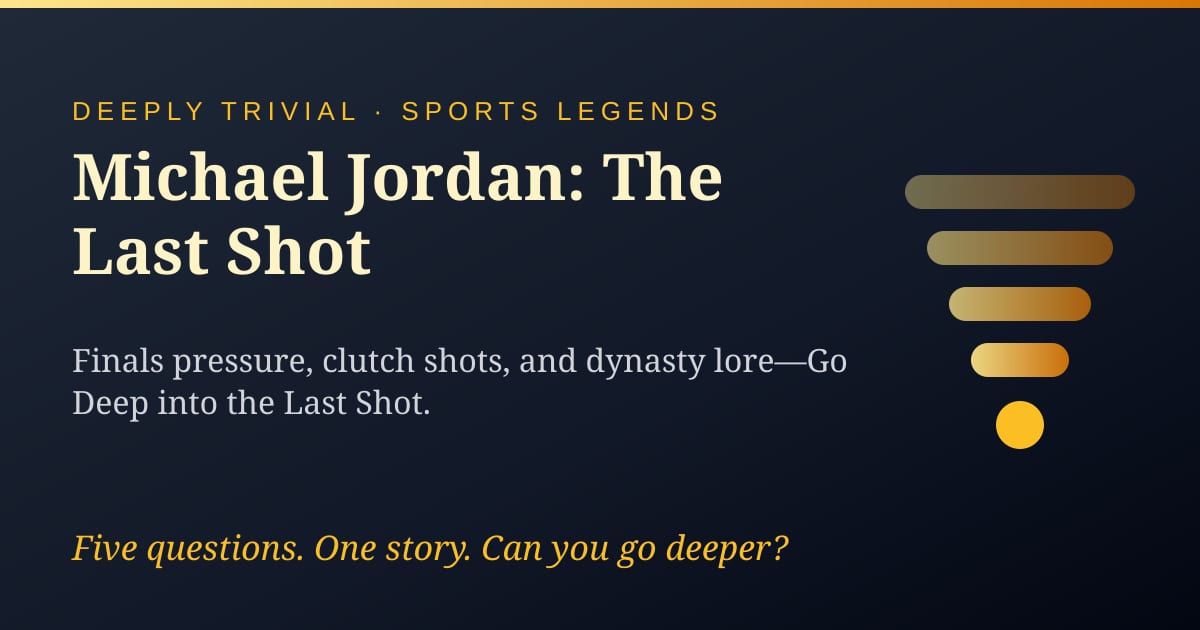 DEEPLY TRIVIAL · SPORTS LEGENDS
Michael Jordan: The
Last Shot
Finals pressure, clutch shots, and dynasty lore—Go
Deep into the Last Shot.
Five questions. One story. Can you go deeper?